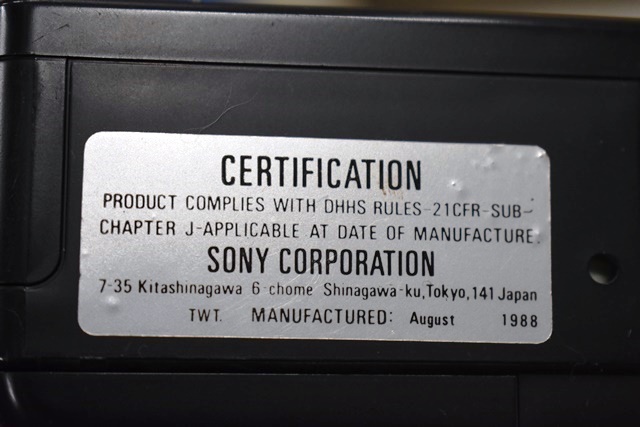 CERTIFICATION
PRODUCT COMPLIES WITH DHHS RULES-21CFR-SUB-
CHAPTER J-APPLICABLE AT DATE OF MANUFACTURE.
SONY CORPORATION
7-35 Kitashinagawa 6-chome Shinagawa-ku, Tokyo, 141 Japan
TWT. MANUFACTURED: August 1988